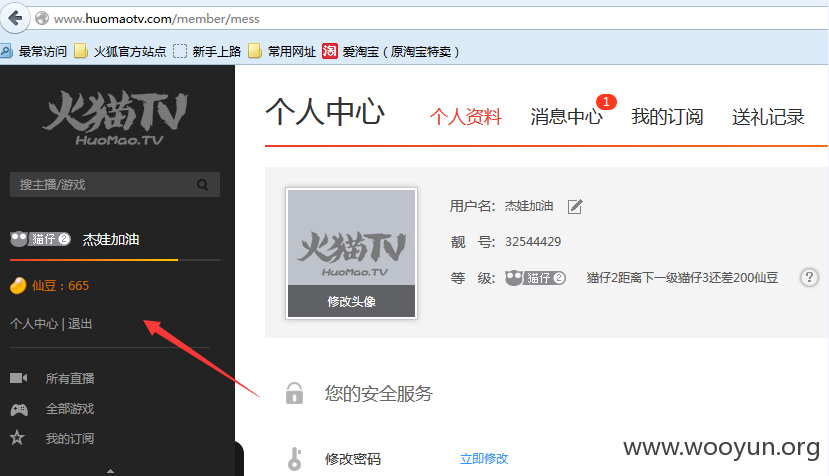 www.huomaotv.com/member/mess
最常访问 火狐官方站点 新手上路 常用网址 淘 爱淘宝（原淘宝特卖）
火猫TV
HuoMao.TV
搜主播/游戏
猫仔 2 杰娃加油
仙豆：665
个人中心 | 退出
所有直播
全部游戏
我的订阅
个人中心 个人资料 消息中心 1 我的订阅 送礼记录
火猫TV
HuoMao.TV
修改头像
用户名: 杰娃加油
靓 号: 32544429
等 级: 猫仔 2 猫仔2距离下一级猫仔3还差200仙豆 ?
您的安全服务
修改密码 立即修改
www.wooyun.org